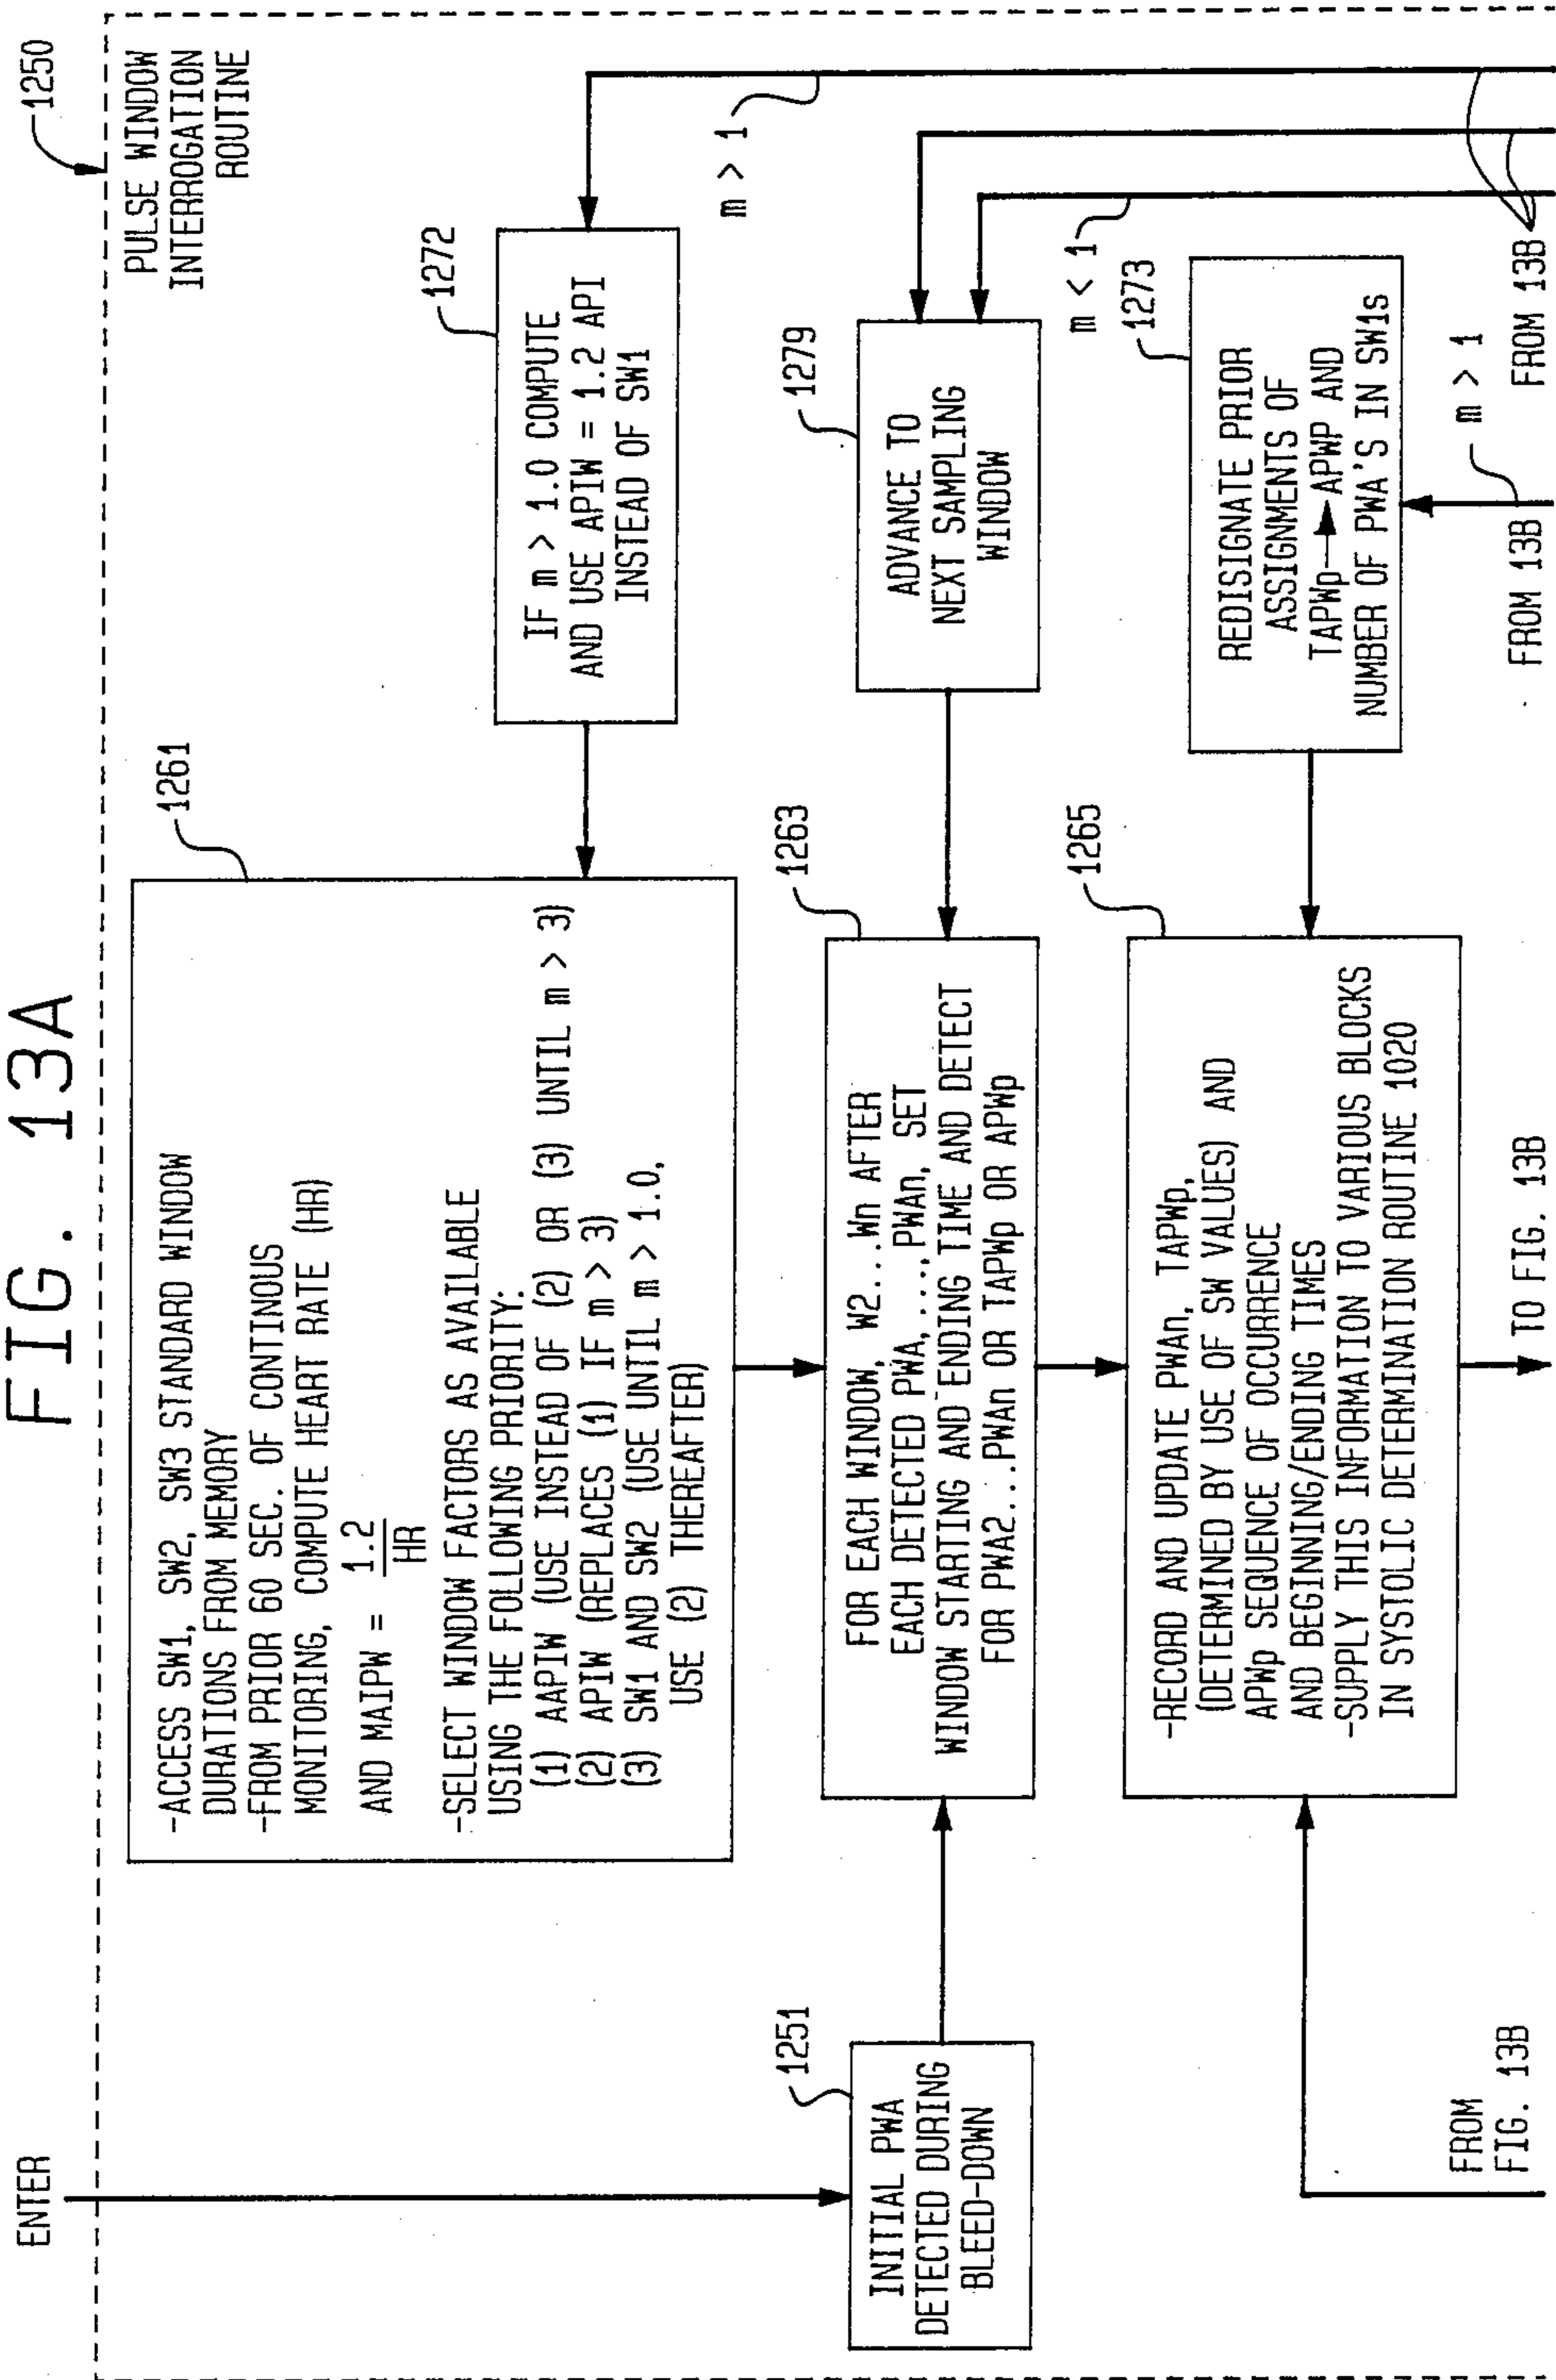 FIG. 13A
ENTER
1250
PULSE WINDOW
INTERROGATION
ROUTINE
1261
-ACCESS SW1, SW2, SW3 STANDARD WINDOW
DURATIONS FROM MEMORY
-FROM PRIOR 60 SEC. OF CONTINOUS
MONITORING, COMPUTE HEART RATE (HR)
AND MAIPW = 1.2
HR
-SELECT WINDOW FACTORS AS AVAILABLE
USING THE FOLLOWING PRIORITY:
(1) AAPIW (USE INSTEAD OF (2) OR (3) UNTIL m > 3)
(2) APIW (REPLACES (1) IF m > 3)
(3) SW1 AND SW2 (USE UNTIL m > 1.0,
USE (2) THEREAFTER)
1272
IF m > 1.0 COMPUTE
AND USE APIW = 1.2 API
INSTEAD OF SW1
m > 1
1251
INITIAL PWA
DETECTED DURING
BLEED-DOWN
1263
FOR EACH WINDOW, W2...Wn AFTER
EACH DETECTED PWA,...,PWAn, SET
WINDOW STARTING AND ENDING TIME AND DETECT
FOR PWA2...PWAn OR TAPWp OR APWp
1279
ADVANCE TO
NEXT SAMPLING
WINDOW
m < 1
1265
-RECORD AND UPDATE PWAn, TAPWp,
(DETERMINED BY USE OF SW VALUES) AND
APWp SEQUENCE OF OCCURRENCE
AND BEGINNING/ENDING TIMES
-SUPPLY THIS INFORMATION TO VARIOUS BLOCKS
IN SYSTOLIC DETERMINATION ROUTINE 1020
1273
REDISIGNATE PRIOR
ASSIGNMENTS OF
TAPWp→APWP AND
NUMBER OF PWA'S IN SW1s
m > 1
FROM
FIG. 13B
TO FIG. 13B
FROM 13B
FROM 13B